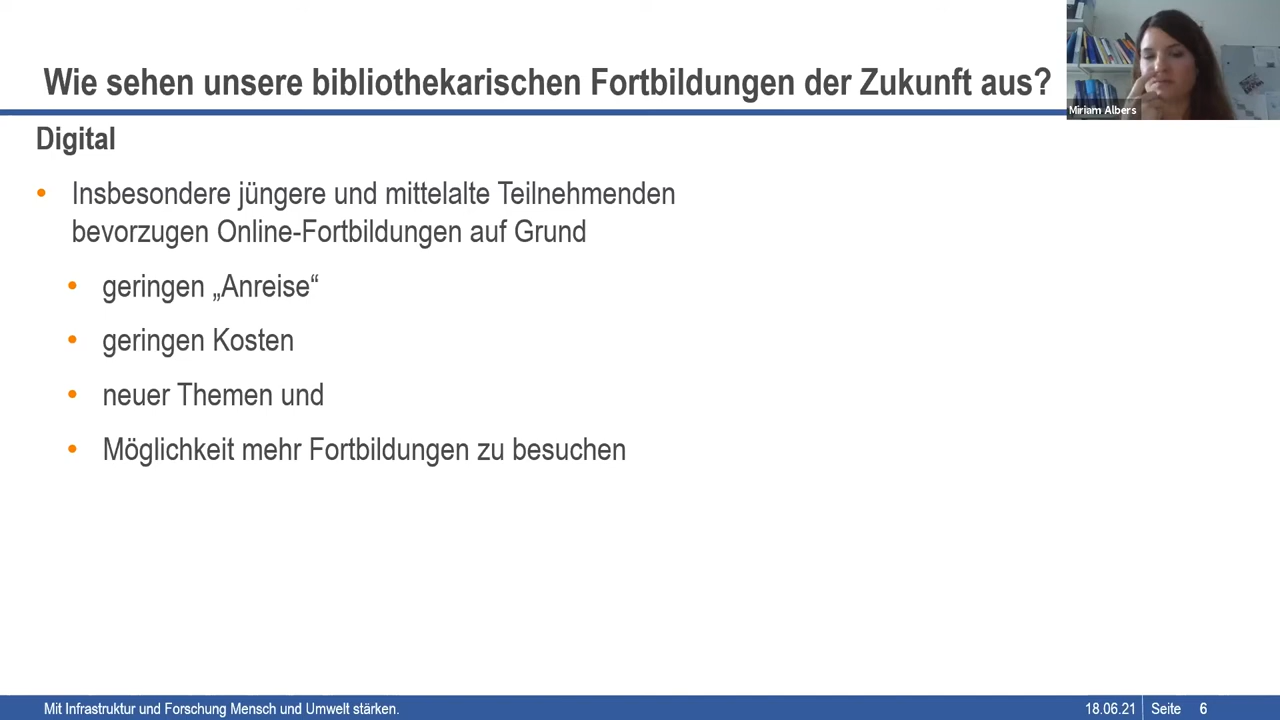 Wie sehen unsere bibliothekarischen Fortbildungen der Zukunft aus?
Miriam Albers
Digital
• Insbesondere jüngere und mittelalte Teilnehmenden
bevorzugen Online-Fortbildungen auf Grund
• geringen „Anreise“
• geringen Kosten
• neuer Themen und
• Möglichkeit mehr Fortbildungen zu besuchen
Mit Infrastruktur und Forschung Mensch und Umwelt stärken.
18.06.21 Seite 6